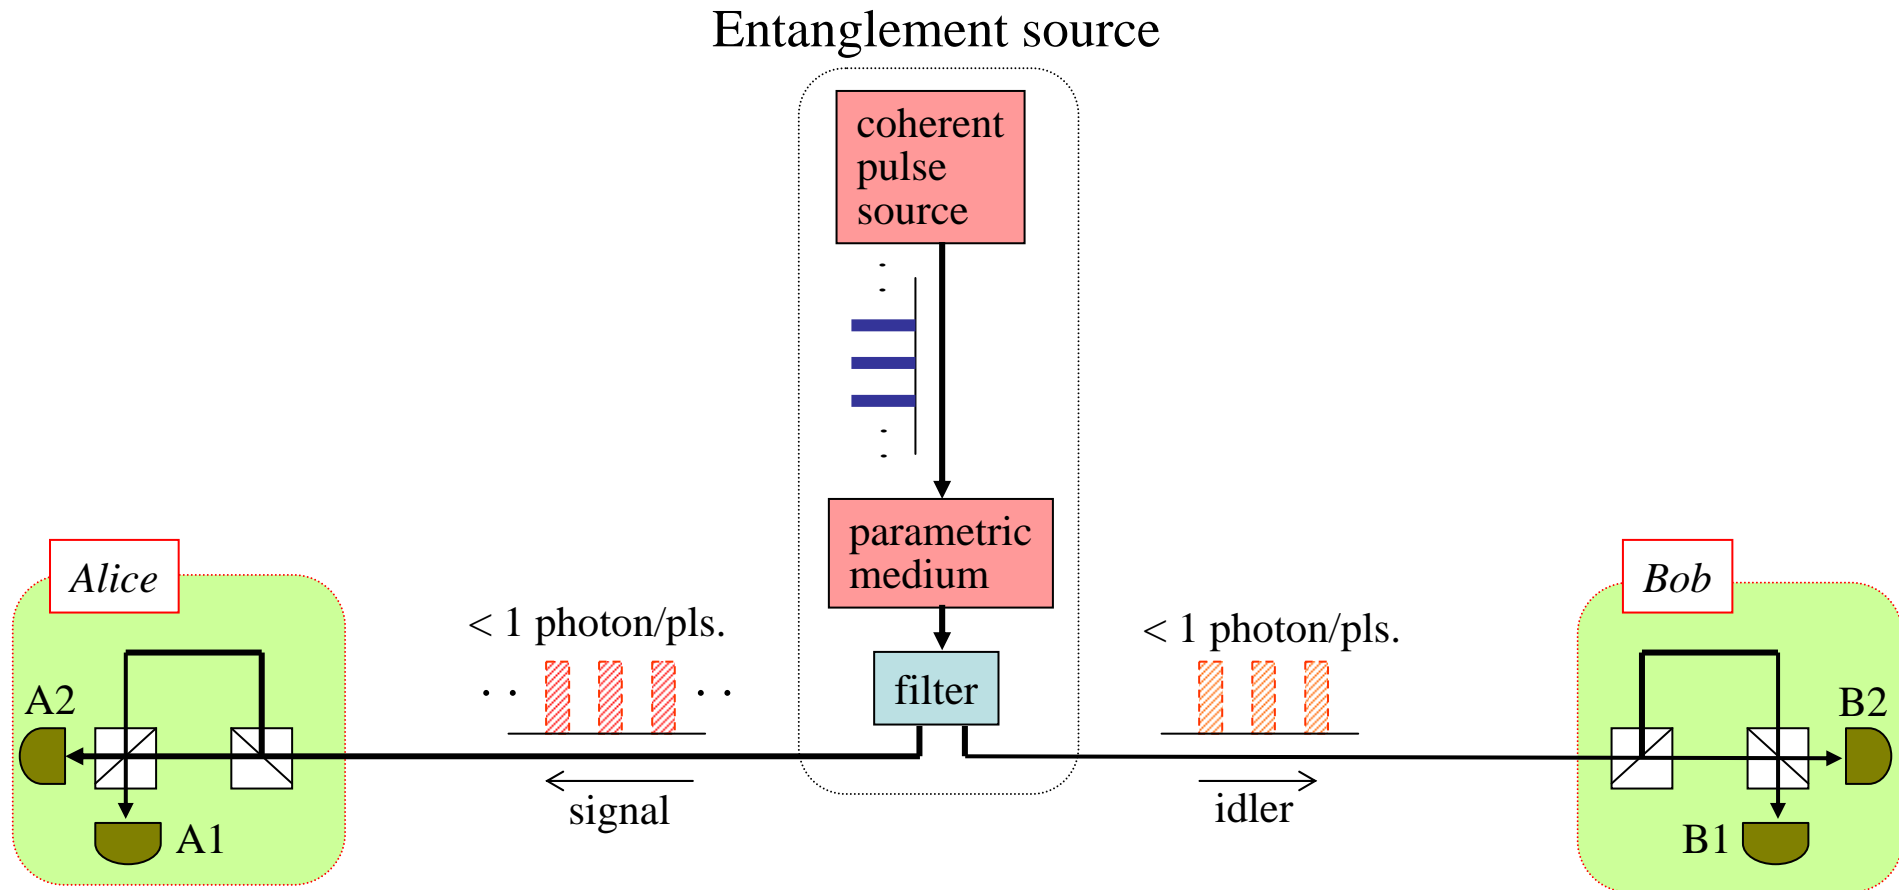 Entanglement source
coherent
pulse
source
parametric
medium
Alice
Bob
< 1 photon/pls.
< 1 photon/pls.
filter
A2
B2
signal
idler
A1
B1